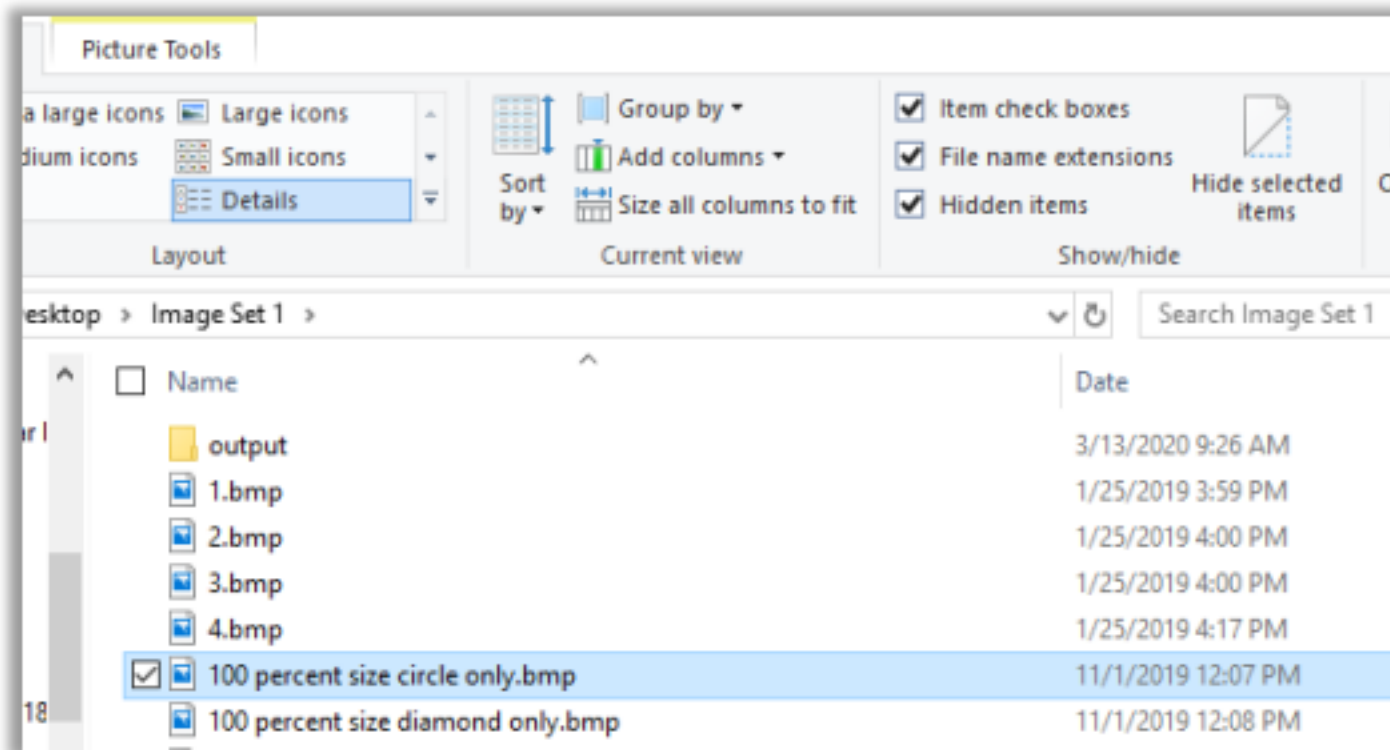 Picture Tools
a large icons Large icons
dium icons Small icons
Details
Layout
Sort by
Group by
Add columns
Size all columns to fit
Current view
Item check boxes
File name extensions
Hidden items
Hide selected items
Show/hide
esktop > Image Set 1 >
Search Image Set 1
Name Date
output 3/13/2020 9:26 AM
1.bmp 1/25/2019 3:59 PM
2.bmp 1/25/2019 4:00 PM
3.bmp 1/25/2019 4:00 PM
4.bmp 1/25/2019 4:17 PM
100 percent size circle only.bmp 11/1/2019 12:07 PM
18
100 percent size diamond only.bmp 11/1/2019 12:08 PM